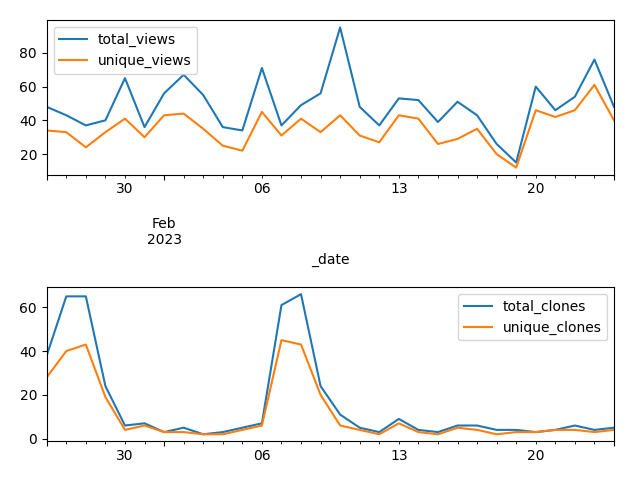 total_views
unique_views
80
60
40
20
30 06 13 20
Feb
2023
_date
total_clones
unique_clones
60
40
20
0
30 06 13 20